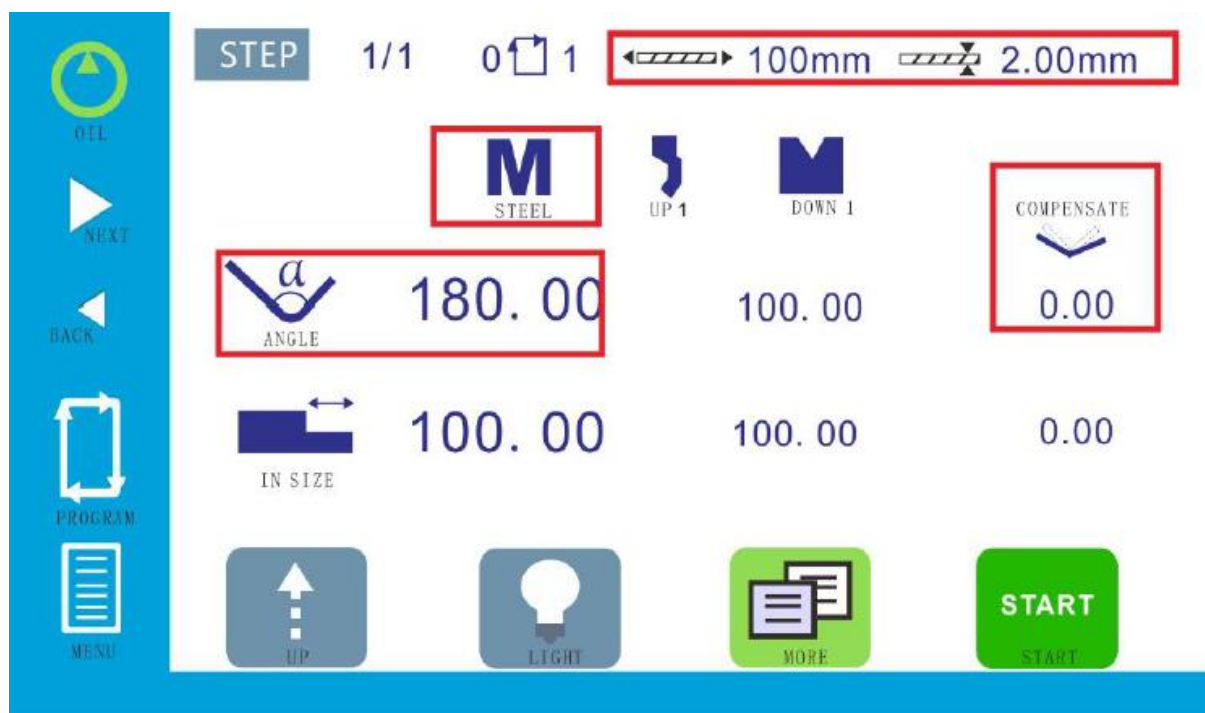 STEP 1/1 0 1 100mm 2.00mm
OIL
NEXT
BACK
PROGRAM
MENU
M
STEEL
UP 1
DOWN 1
COMPENSATE
α
ANGLE
180.00
100.00
0.00
IN SIZE
100.00
100.00
0.00
UP
LIGHT
MORE
START
START